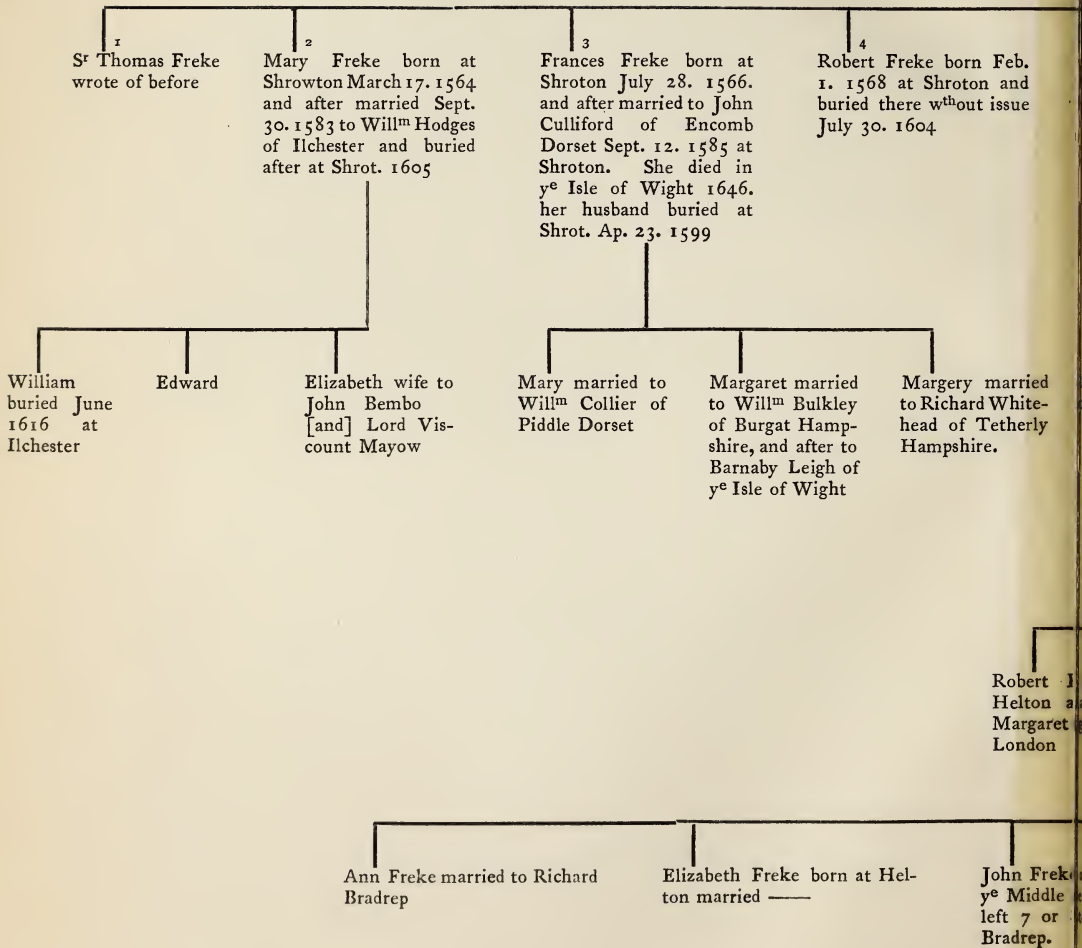 1
Sr Thomas Freke
wrote of before
2
Mary Freke born at
Shrowton March 17. 1564
and after married Sept.
30. 1583 to Willm Hodges
of Ilchester and buried
after at Shrot. 1605
3
Frances Freke born at
Shroton July 28. 1566.
and after married to John
Culliford of Encomb
Dorset Sept. 12. 1585 at
Shroton. She died in
ye Isle of Wight 1646.
her husband buried at
Shrot. Ap. 23. 1599
4
Robert Freke born Feb.
1. 1568 at Shroton and
buried there wthout issue
July 30. 1604
William
buried June
1616 at
Ilchester
Edward
Elizabeth wife to
John Bembo
[and] Lord Vis-
count Mayow
Mary married to
Willm Collier of
Piddle Dorset
Margaret married
to Willm Bulkley
of Burgat Hamp-
shire, and after to
Barnaby Leigh of
ye Isle of Wight
Margery married
to Richard White-
head of Tetherly
Hampshire.
Robert
Helton
Margaret
London
Ann Freke married to Richard
Bradrep
Elizabeth Freke born at Hel-
ton married ——
John Freke
ye Middle
left 7 or
Bradrep.